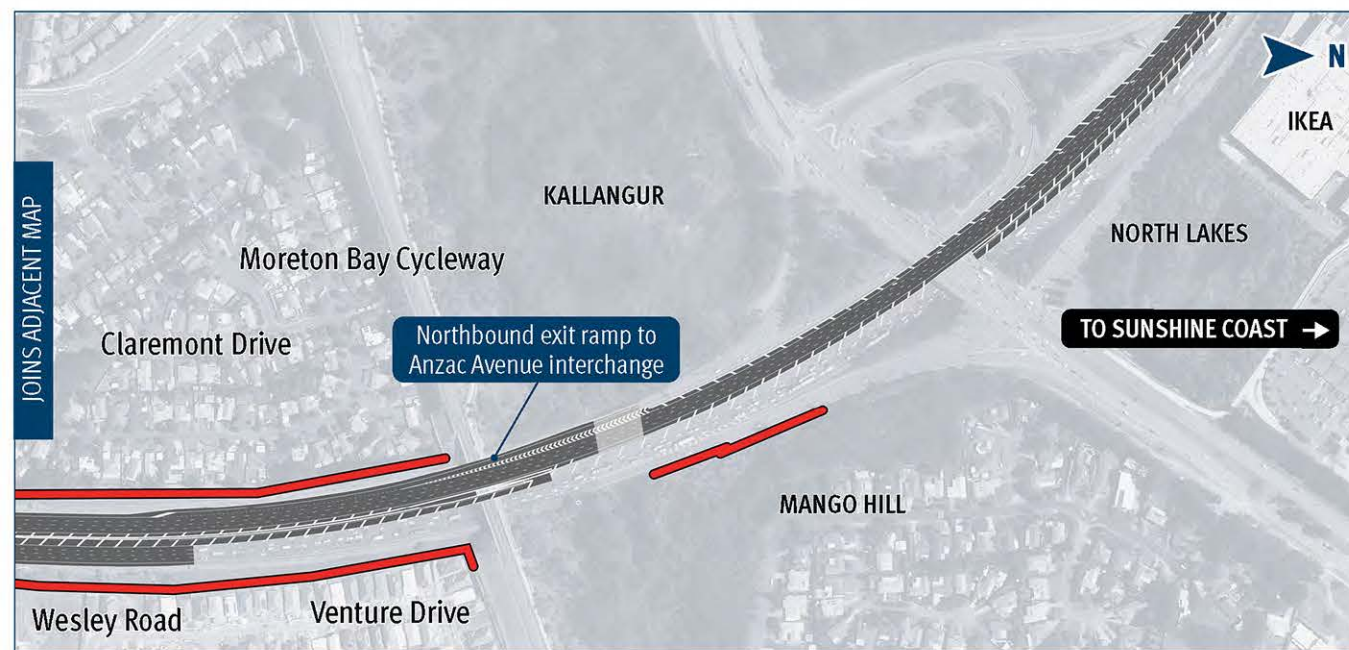 N
IKEA
KALLANGUR
NORTH LAKES
JOINS ADJACENT MAP
Moreton Bay Cycleway
TO SUNSHINE COAST →
Claremont Drive
Northbound exit ramp to
Anzac Avenue interchange
MANGO HILL
Wesley Road
Venture Drive